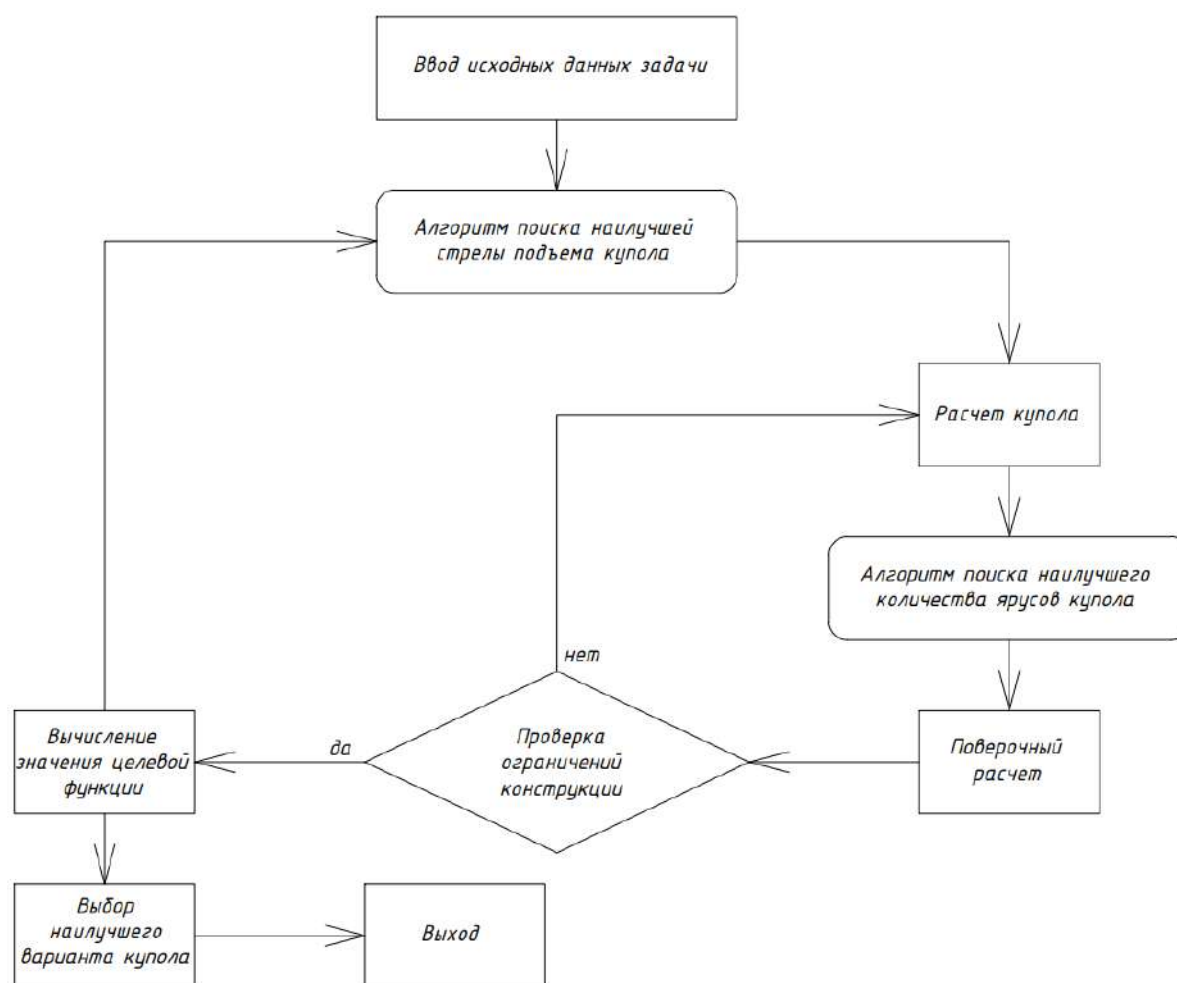 Ввод исходных данных задачи
Алгоритм поиска наилучшей
стрелы подъема купола
Расчет купола
Алгоритм поиска наилучшего
количества ярусов купола
нет
да
Вычисление
значения целевой
функции
Проверка
ограничений
конструкции
Поверочный
расчет
Выбор
наилучшего
варианта купола
Выход